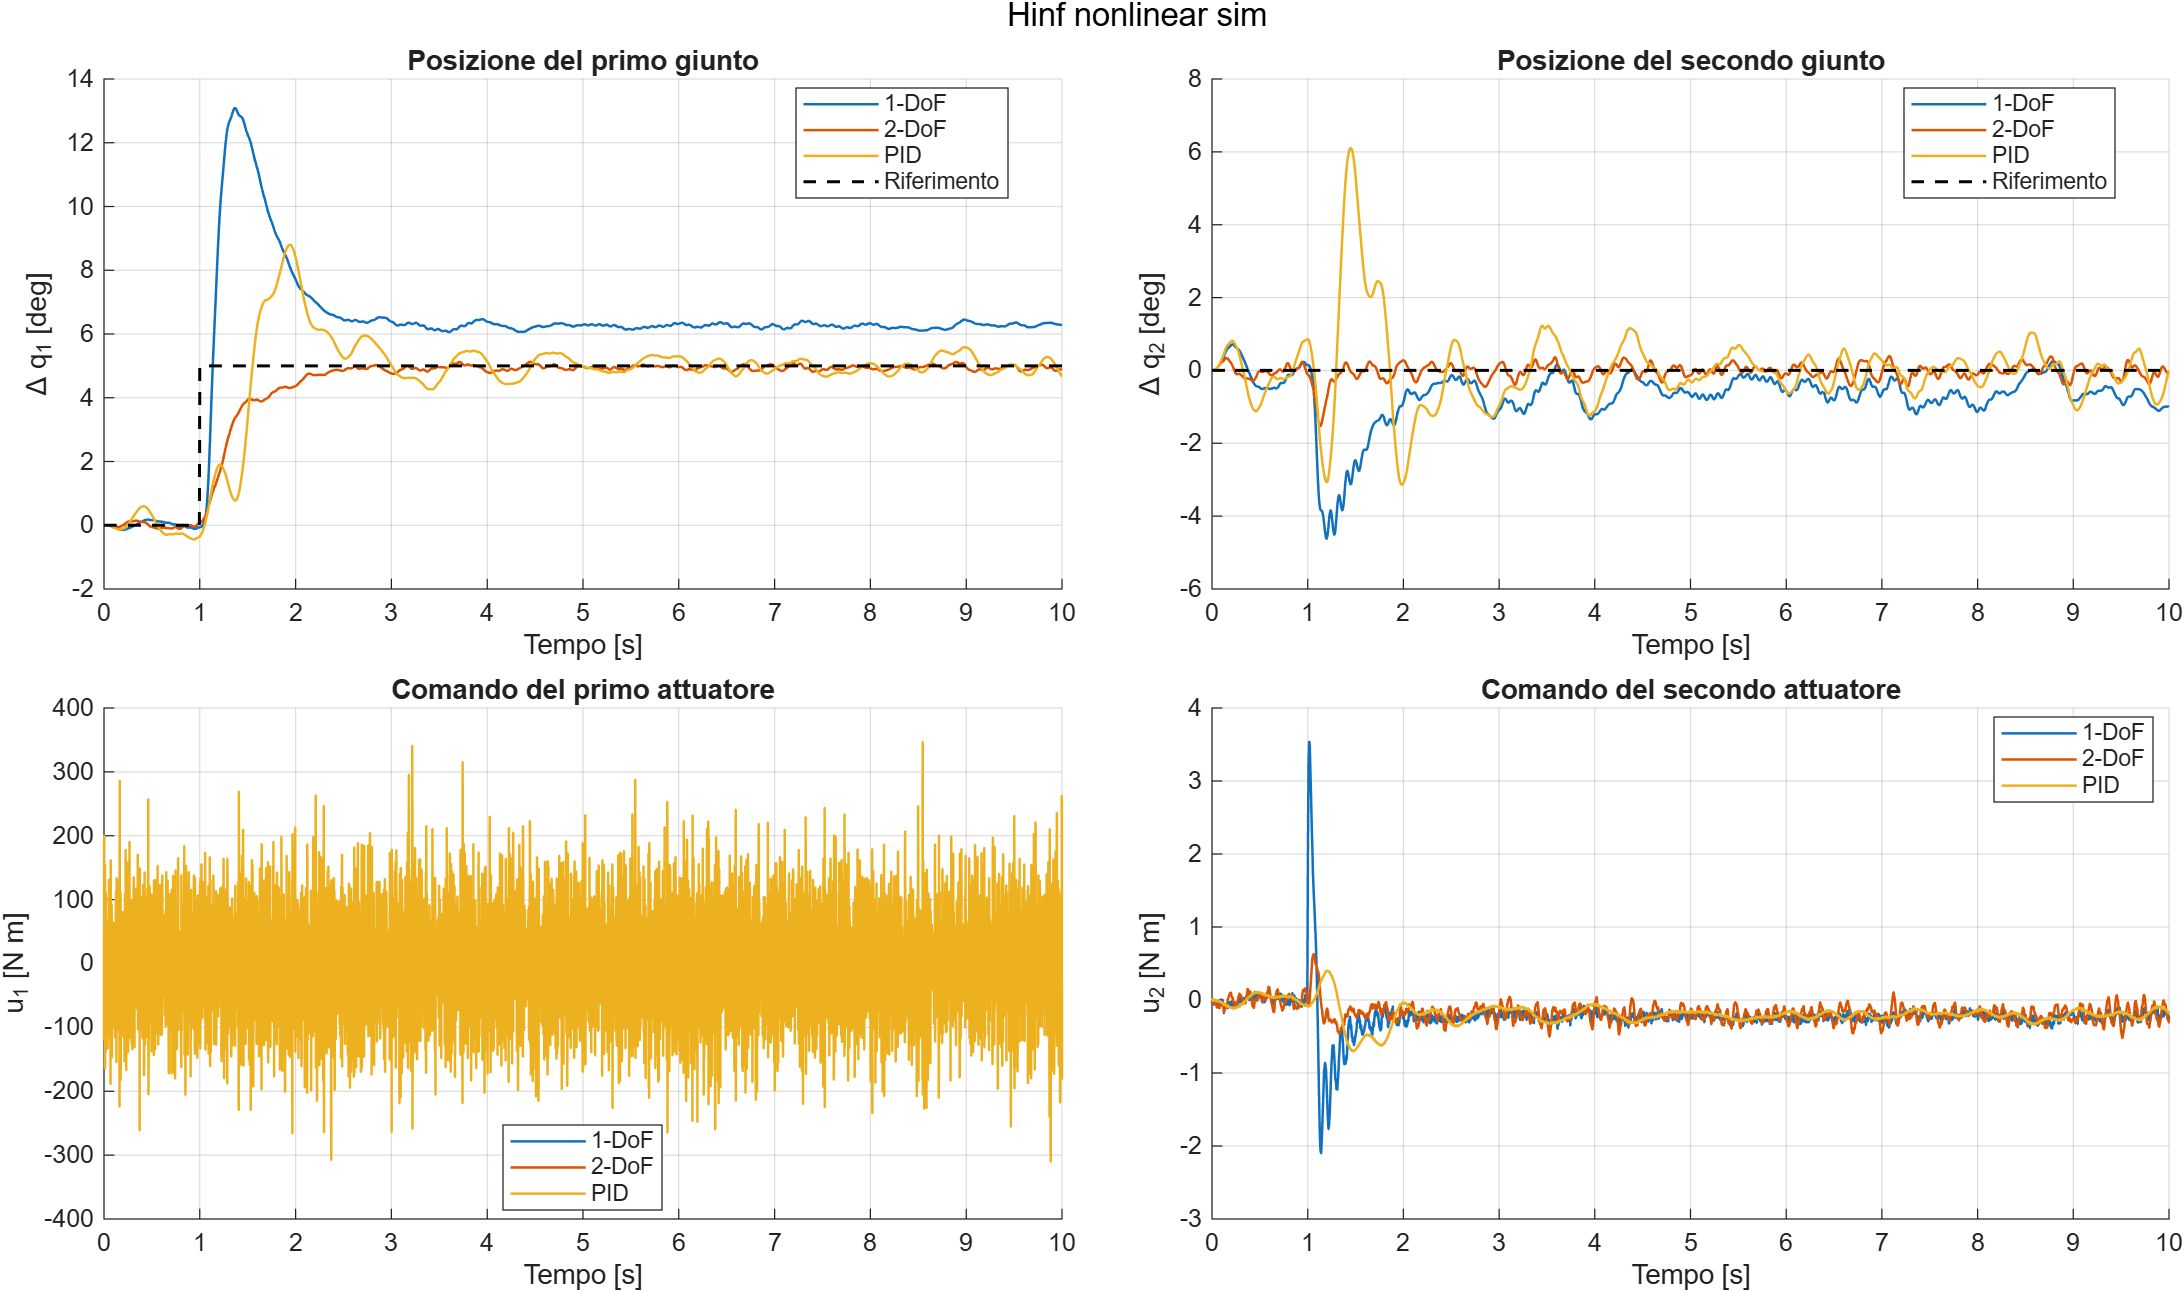 Hinf nonlinear sim
Posizione del primo giunto
14
12
10
8
6
4
2
0
-2
Δ q1 [deg]
1-DoF
2-DoF
PID
Riferimento
0 1 2 3 4 5 6 7 8 9 10
Tempo [s]
Posizione del secondo giunto
8
6
4
2
0
-2
-4
-6
Δ q2 [deg]
1-DoF
2-DoF
PID
Riferimento
0 1 2 3 4 5 6 7 8 9 10
Tempo [s]
Comando del primo attuatore
400
300
200
100
0
-100
-200
-300
-400
u1 [N m]
1-DoF
2-DoF
PID
0 1 2 3 4 5 6 7 8 9 10
Tempo [s]
Comando del secondo attuatore
4
3
2
1
0
-1
-2
-3
u2 [N m]
1-DoF
2-DoF
PID
0 1 2 3 4 5 6 7 8 9 10
Tempo [s]